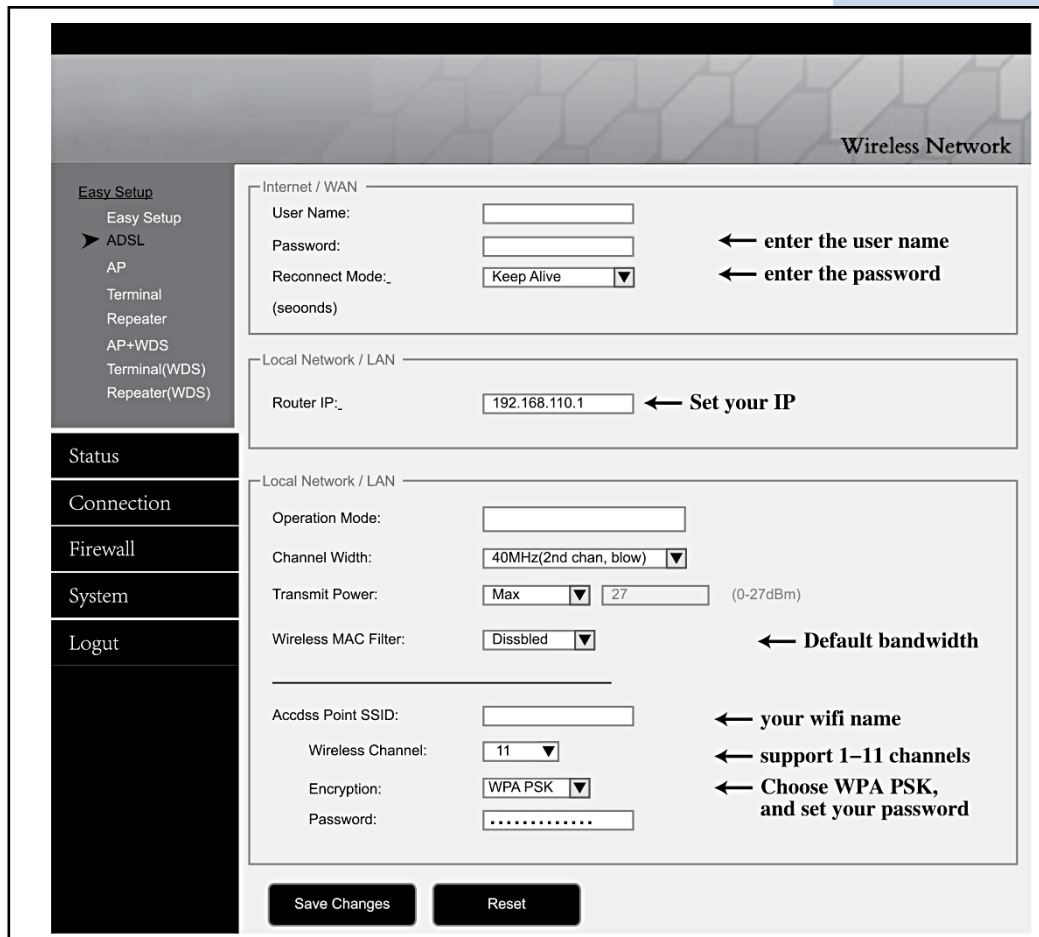 Wireless Network
Easy Setup
Easy Setup
ADSL
AP
Terminal
Repeater
AP+WDS
Terminal(WDS)
Repeater(WDS)
Status
Connection
Firewall
System
Logut
Internet / WAN
User Name:
Password: enter the user name
Reconnect Mode: Keep Alive enter the password
(seoonds)
Local Network / LAN
Router IP: 192.168.110.1 Set your IP
Local Network / LAN
Operation Mode:
Channel Width: 40MHz(2nd chan, blow)
Transmit Power: Max 27 (0-27dBm)
Wireless MAC Filter: Dissbled Default bandwidth
Accdss Point SSID: your wifi name
Wireless Channel: 11 support 1–11 channels
Encryption: WPA PSK Choose WPA PSK,
and set your password
Password: .............
Save Changes Reset